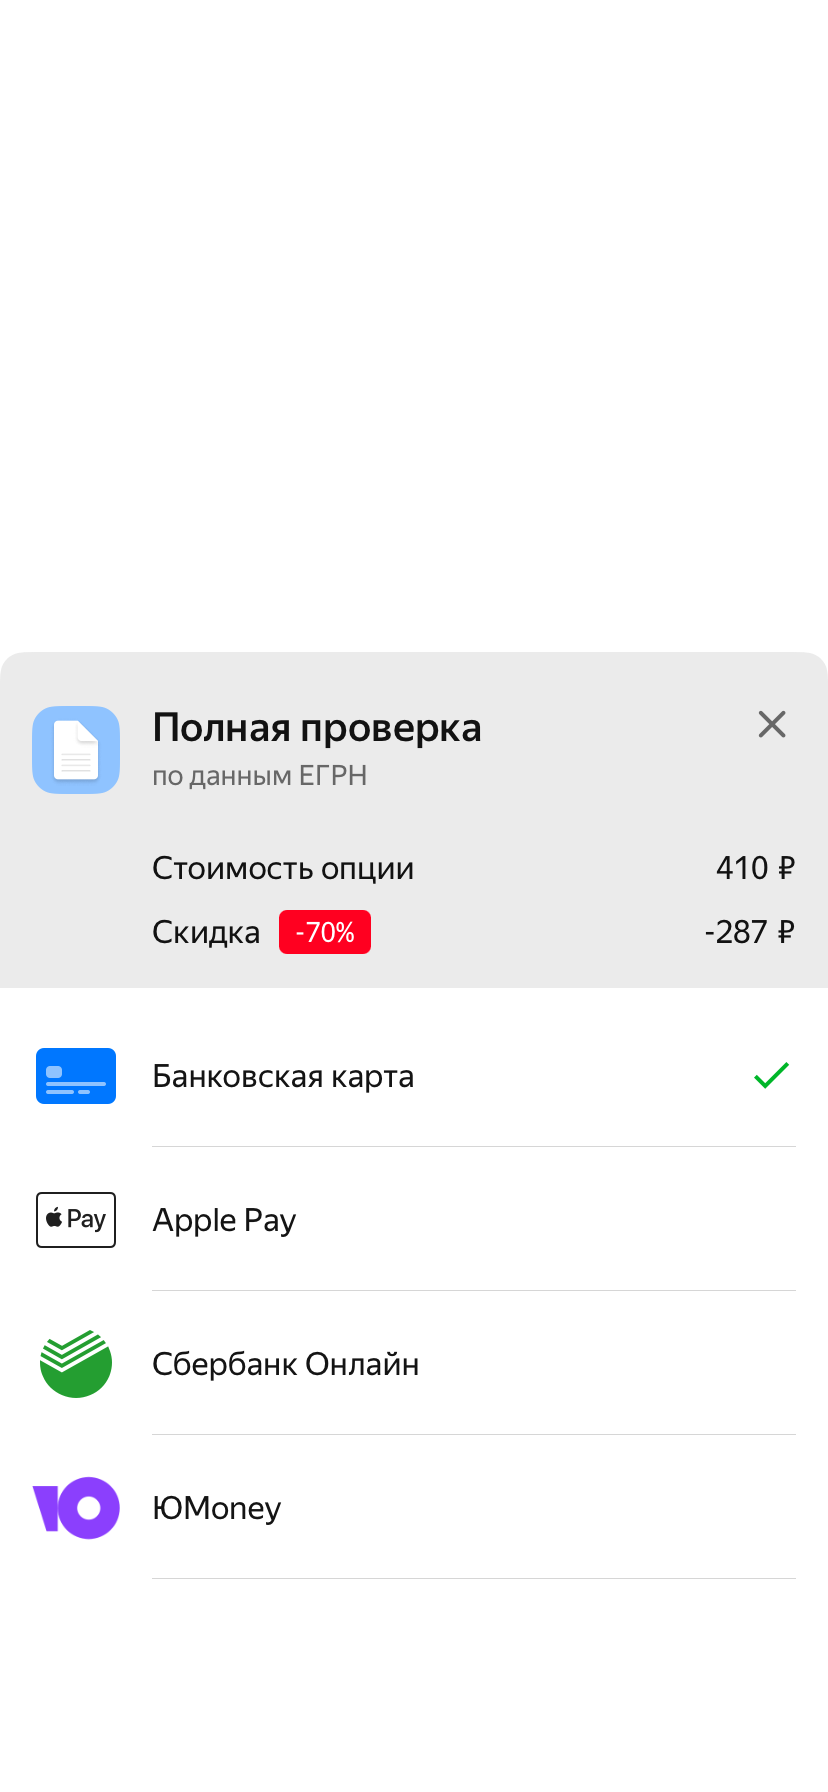 Полная проверка
по данным ЕГРН
Стоимость опции 410 ₽
Скидка -70% -287 ₽
Банковская карта
Pay Apple Pay
Сбербанк Онлайн
ЮMoney